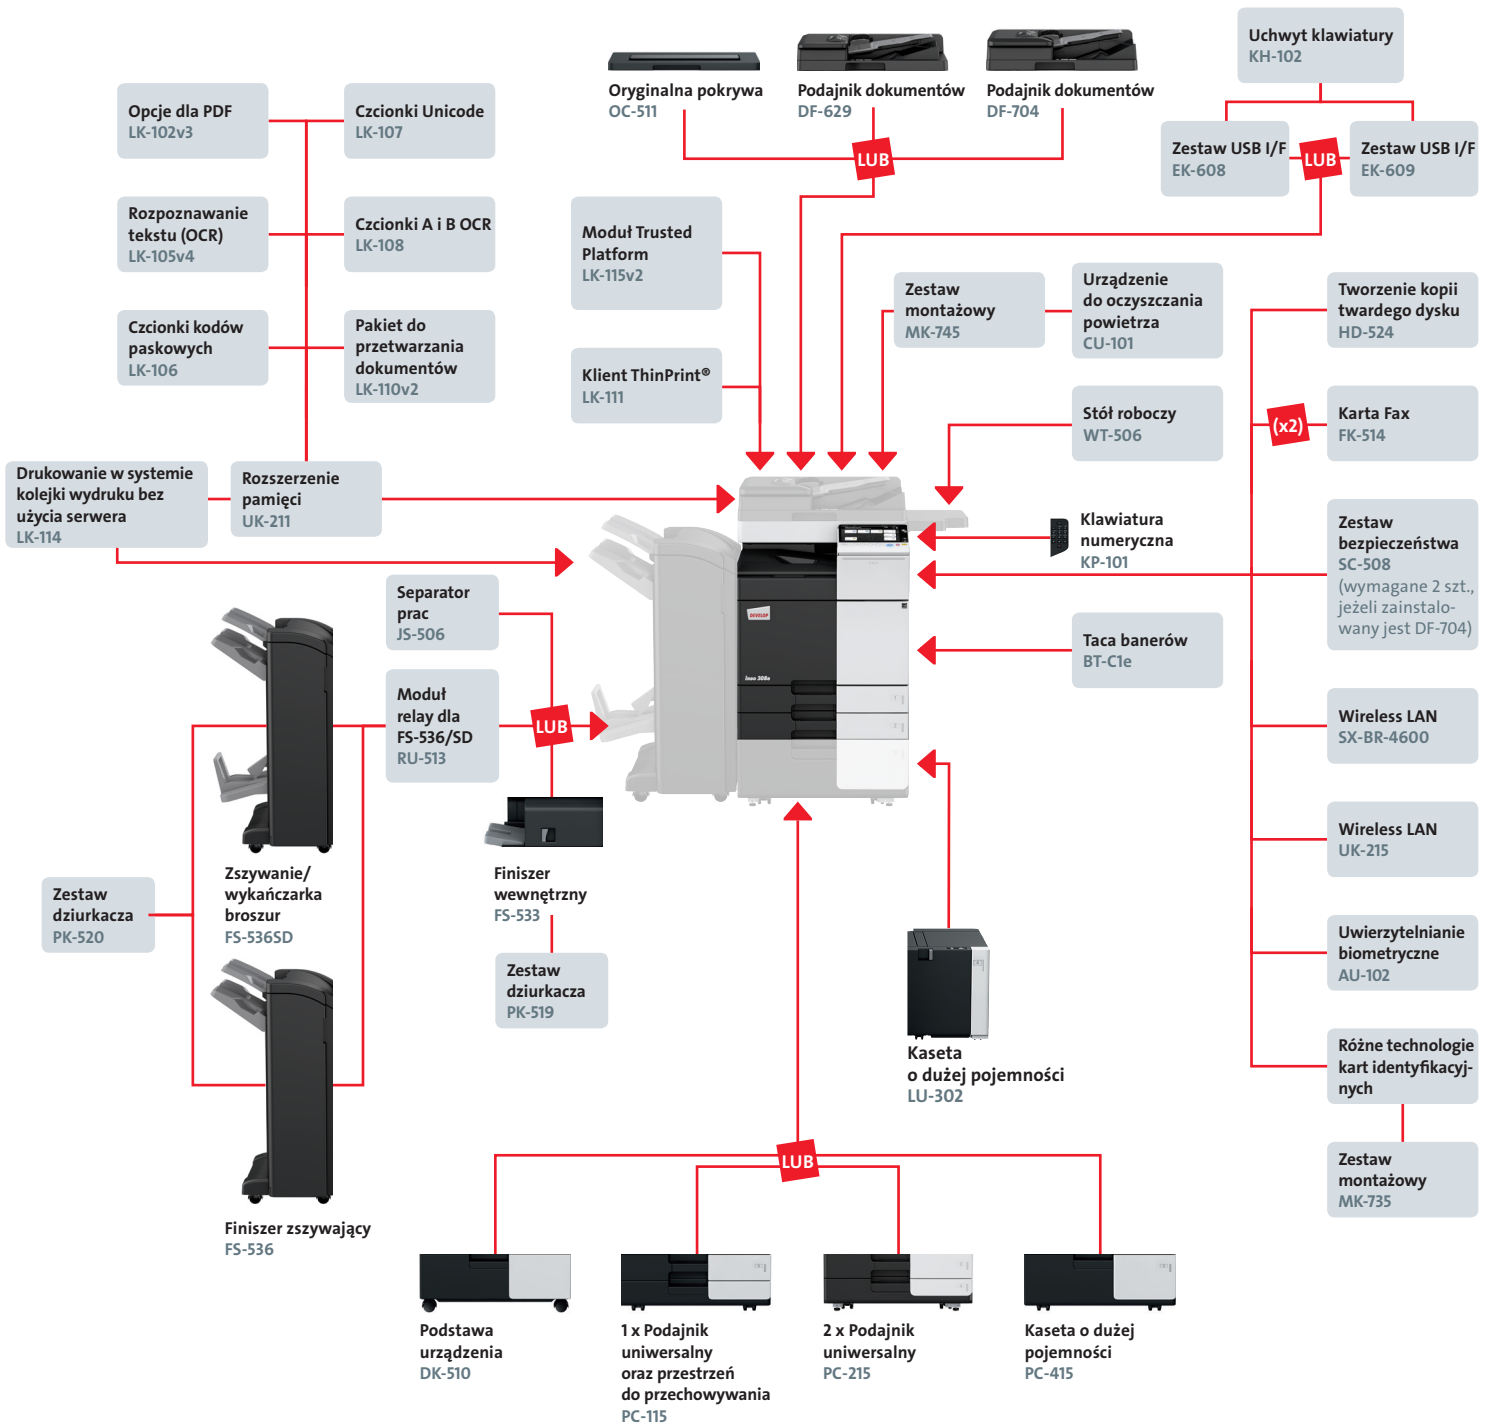 Oryginalna pokrywa
OC-511
Podajnik dokumentów
DF-629
Podajnik dokumentów
DF-704
Uchwyt klawiatury
KH-102
Opcje dla PDF
LK-102v3
Czcionki Unicode
LK-107
LUB
Zestaw USB I/F
EK-608
LUB
Zestaw USB I/F
EK-609
Rozpoznawanie
tekstu (OCR)
LK-105v4
Czcionki A i B OCR
LK-108
Moduł Trusted
Platform
LK-115v2
Zestaw
montażowy
MK-745
Urządzenie
do oczyszczania
powietrza
CU-101
Tworzenie kopii
twardego dysku
HD-524
Czcionki kodów
paskowych
LK-106
Pakiet do
przetwarzania
dokumentów
LK-110v2
Klient ThinPrint®
LK-111
Stół roboczy
WT-506
(x2)
Karta Fax
FK-514
Drukowanie w systemie
kolejki wydruku bez
użycia serwera
LK-114
Rozszerzenie
pamięci
UK-211
Klawiatura
numeryczna
KP-101
Zestaw
bezpieczeństwa
SC-508
(wymagane 2 szt.,
jeżeli zainstalo-
wany jest DF-704)
Separator
prac
JS-506
DEVELOP
ineo 308e
Taca banerów
BT-C1e
Moduł
relay dla
FS-536/SD
RU-513
LUB
Wireless LAN
SX-BR-4600
Wireless LAN
UK-215
Zszywanie/
wykańczarka
broszur
FS-536SD
Finiszer
wewnętrzny
FS-533
Zestaw
dziurkacza
PK-520
Zestaw
dziurkacza
PK-519
Uwierzytelnianie
biometryczne
AU-102
Kaseta
o dużej pojemności
LU-302
Różne technologie
kart identyfikacyj-
nych
Zestaw
montażowy
MK-735
LUB
Finiszer zszywający
FS-536
Podstawa
urządzenia
DK-510
1 x Podajnik
uniwersalny
oraz przestrzeń
do przechowywania
PC-115
2 x Podajnik
uniwersalny
PC-215
Kaseta o dużej
pojemności
PC-415